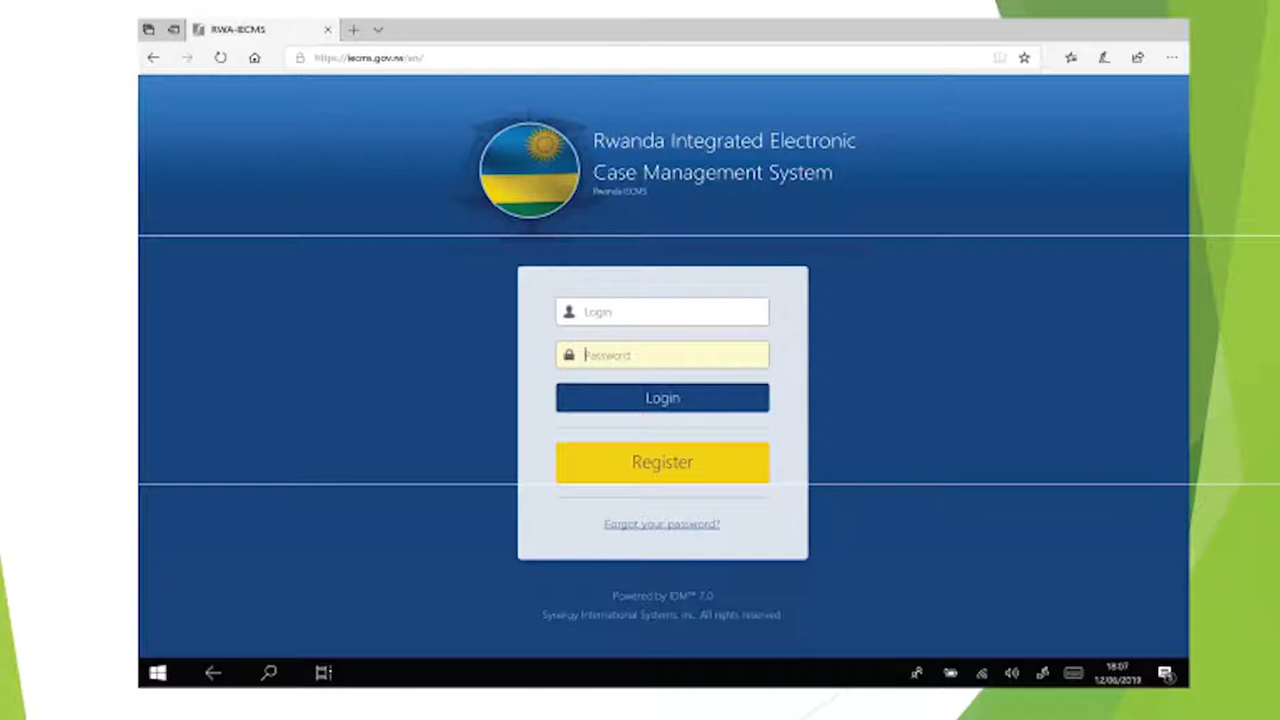 RWA-IECMS
https://iecms.gov.rw/
Rwanda Integrated Electronic
Case Management System
Rwanda IECMS
Login
Password
Login
Register
Forgot your password?
Powered by IDM™ 7.0
Synergy International Systems, Inc. All rights reserved
18:07
12/06/2019